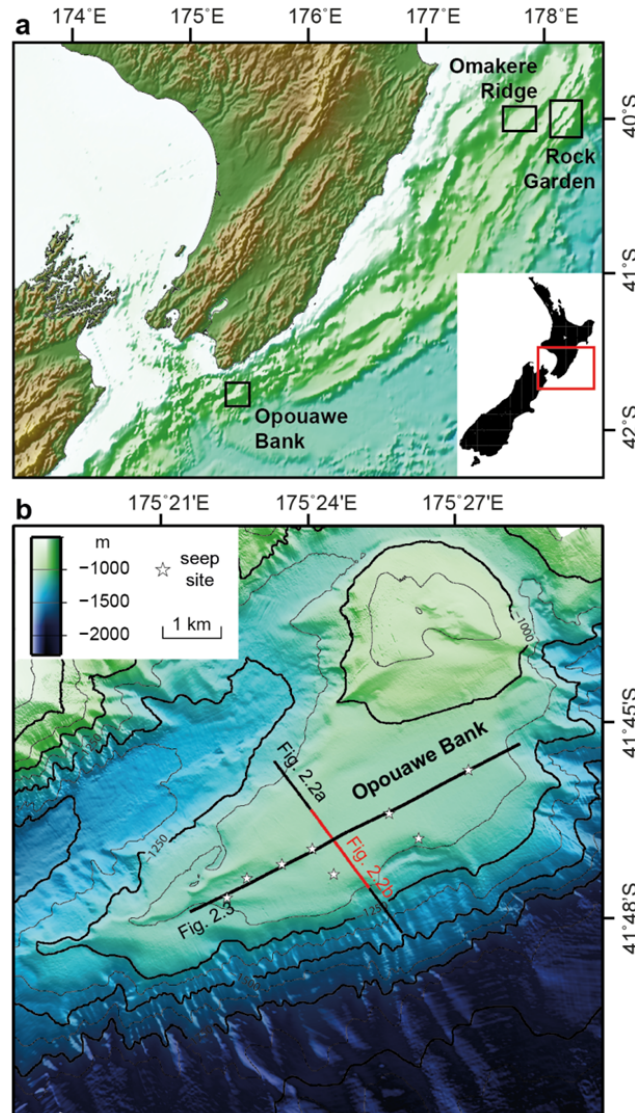 174°E 175°E 176°E 177°E 178°E
a
Omakere
Ridge
40°S
Rock
Garden
41°S
Opouawe
Bank
42°S
b
175°21'E 175°24'E 175°27'E
m
−1000
−1500
−2000
seep
site
1 km
1000
41°45'S
Opouawe Bank
Fig. 2.2a
1250
Fig. 2.2b
Fig. 2.3
1250
41°48'S